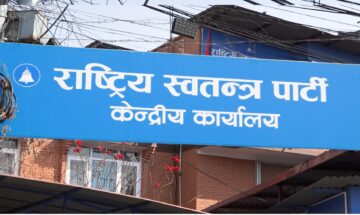 राष्ट्रिय स्वतन्त्र पार्टी
केन्द्रीय कार्यालय